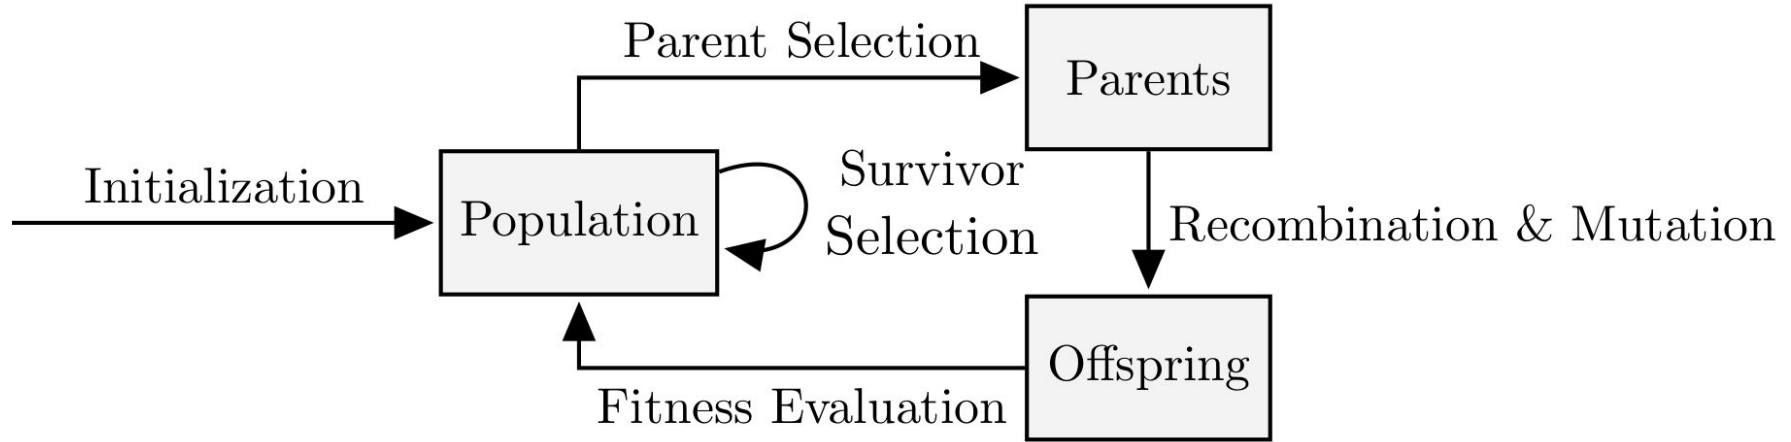 Parent Selection
Parents
Initialization
Population
Survivor
Selection
Recombination & Mutation
Offspring
Fitness Evaluation